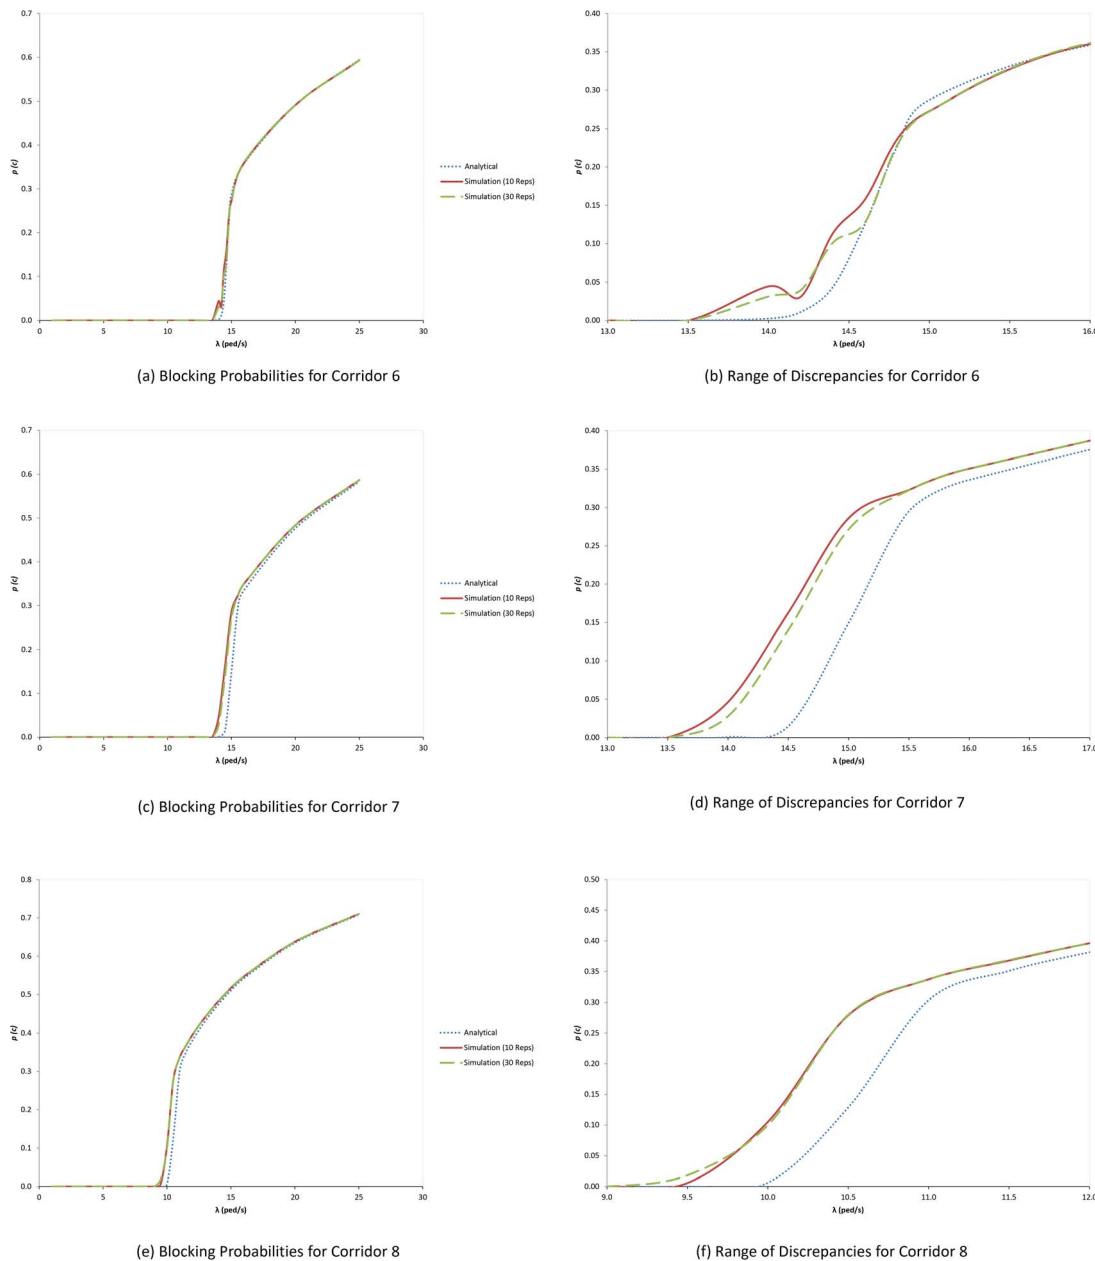 0.7
0.6
0.5
0.4
0.3
0.2
0.1
0.0
p (c)
0 5 10 15 20 25 30
λ (ped/s)
Analytical
Simulation (10 Reps)
Simulation (30 Reps)
(a) Blocking Probabilities for Corridor 6
0.40
0.35
0.30
0.25
0.20
0.15
0.10
0.05
0.00
p (c)
13.0 13.5 14.0 14.5 15.0 15.5 16.0
λ (ped/s)
(b) Range of Discrepancies for Corridor 6
0.7
0.6
0.5
0.4
0.3
0.2
0.1
0.0
p (c)
0 5 10 15 20 25 30
λ (ped/s)
Analytical
Simulation (10 Reps)
Simulation (30 Reps)
(c) Blocking Probabilities for Corridor 7
0.40
0.35
0.30
0.25
0.20
0.15
0.10
0.05
0.00
p (c)
13.0 13.5 14.0 14.5 15.0 15.5 16.0 16.5 17.0
λ (ped/s)
(d) Range of Discrepancies for Corridor 7
0.8
0.7
0.6
0.5
0.4
0.3
0.2
0.1
0.0
p (c)
0 5 10 15 20 25 30
λ (ped/s)
Analytical
Simulation (10 Reps)
Simulation (30 Reps)
(e) Blocking Probabilities for Corridor 8
0.50
0.45
0.40
0.35
0.30
0.25
0.20
0.15
0.10
0.05
0.00
p (c)
9.0 9.5 10.0 10.5 11.0 11.5 12.0
λ (ped/s)
(f) Range of Discrepancies for Corridor 8